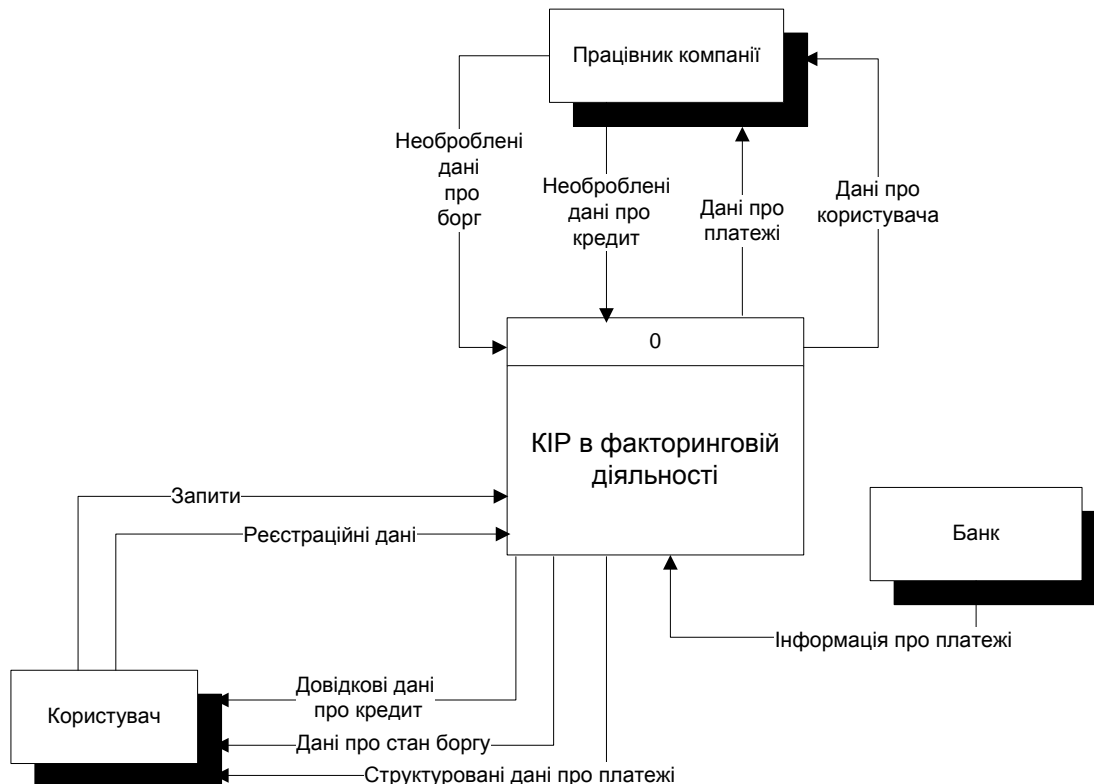 Працівник компанії
Необроблені
дані
про
борг
Необроблені
дані про
кредит
Дані про
платежі
Дані про
користувача
0
КІР в факторинговій
діяльності
Запити
Реєстраційні дані
Банк
Інформація про платежі
Користувач
Довідкові дані
про кредит
Дані про стан боргу
Структуровані дані про платежі